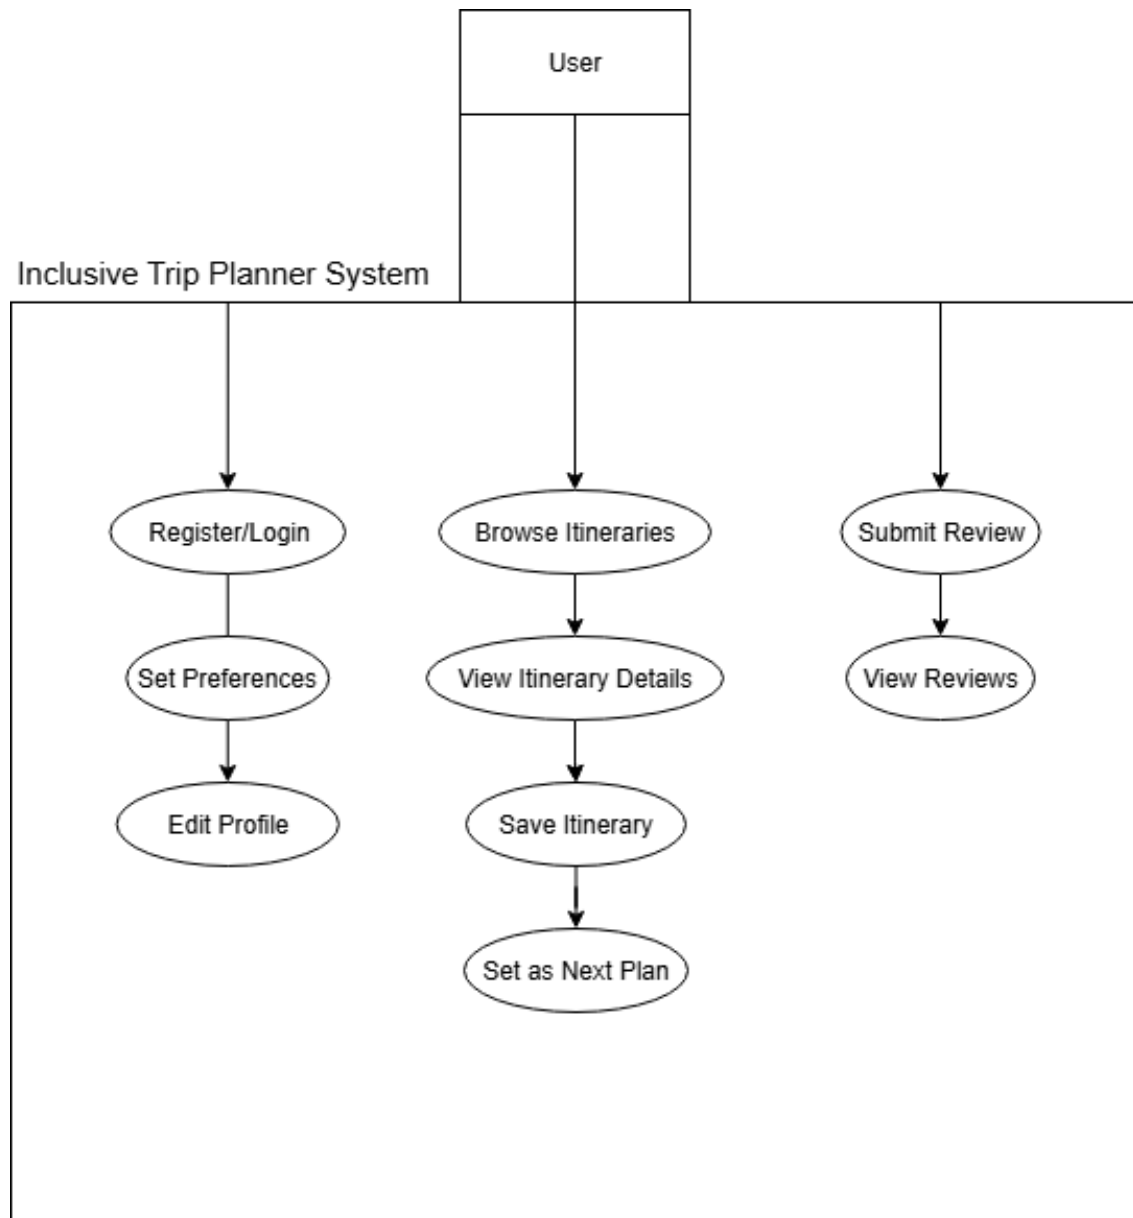 User
Inclusive Trip Planner System
Register/Login
Browse Itineraries
Submit Review
Set Preferences
View Itinerary Details
View Reviews
Edit Profile
Save Itinerary
Set as Next Plan